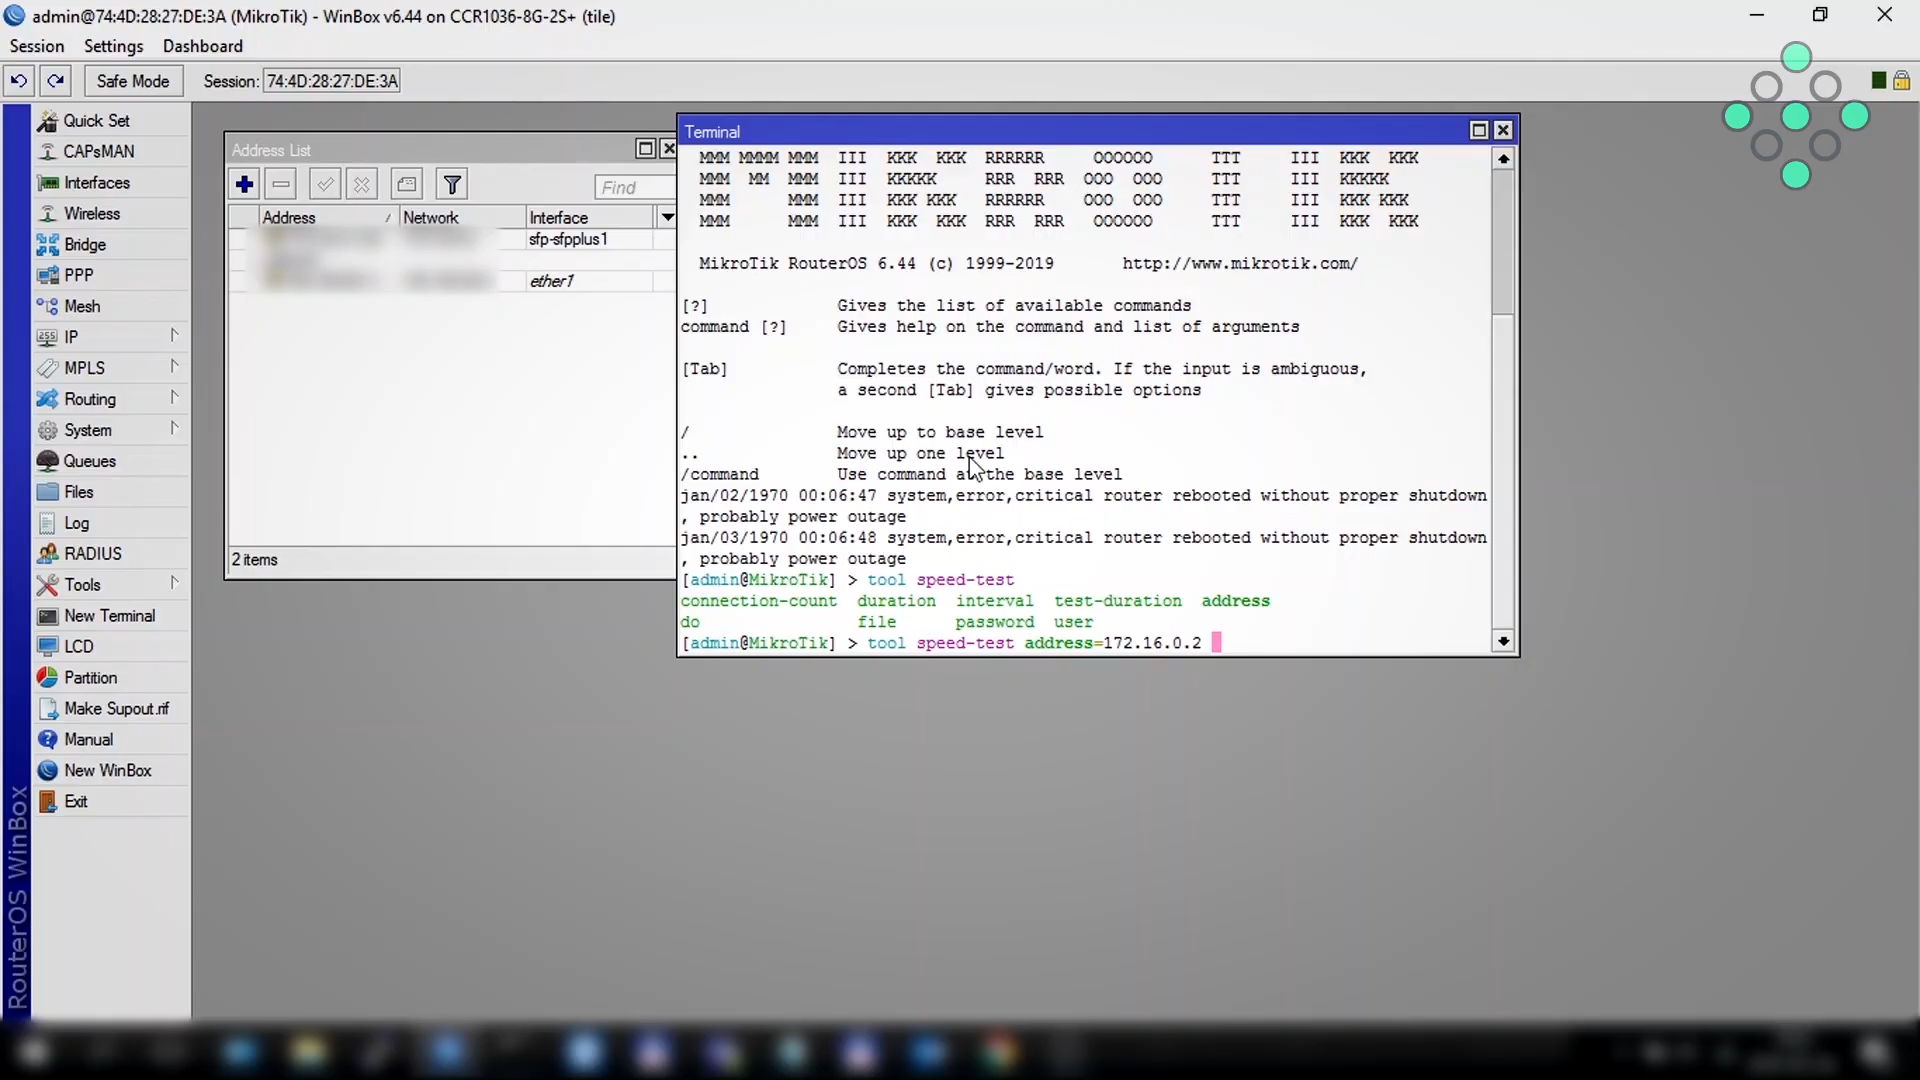 admin@74:4D:28:27:DE:3A (MikroTik) - WinBox v6.44 on CCR1036-8G-2S+ (tile)
Session Settings Dashboard
Safe Mode Session: 74:4D:28:27:DE:3A
Quick Set
CAPsMAN
Interfaces
Wireless
Bridge
PPP
Mesh
IP
MPLS
Routing
System
Queues
Files
Log
RADIUS
Tools
New Terminal
LCD
Partition
Make Supout.rif
Manual
New WinBox
Exit
RouterOS WinBox
Address List
Find
Address / Network Interface
sfp-sfpplus1
ether1
2 items
Terminal
MMM MMMM MMM III KKK KKK RRRRRR OOOOOO TTT III KKK KKK
MMM MM MMM III KKKKK RRR RRR OOO OOO TTT III KKKKK
MMM MMM III KKK KKK RRRRRR OOO OOO TTT III KKK KKK
MMM MMM III KKK KKK RRR RRR OOOOOO TTT III KKK KKK
MikroTik RouterOS 6.44 (c) 1999-2019 http://www.mikrotik.com/
[?] Gives the list of available commands
command [?] Gives help on the command and list of arguments
[Tab] Completes the command/word. If the input is ambiguous,
a second [Tab] gives possible options
/ Move up to base level
.. Move up one level
/command Use command at the base level
jan/02/1970 00:06:47 system,error,critical router rebooted without proper shutdown
, probably power outage
jan/03/1970 00:06:48 system,error,critical router rebooted without proper shutdown
, probably power outage
[admin@MikroTik] > tool speed-test
connection-count duration interval test-duration address
do file password user
[admin@MikroTik] > tool speed-test address=172.16.0.2